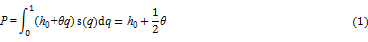 P = ∫₀¹ (h₀+θq) s(q)dq = h₀ + ½θ (1)